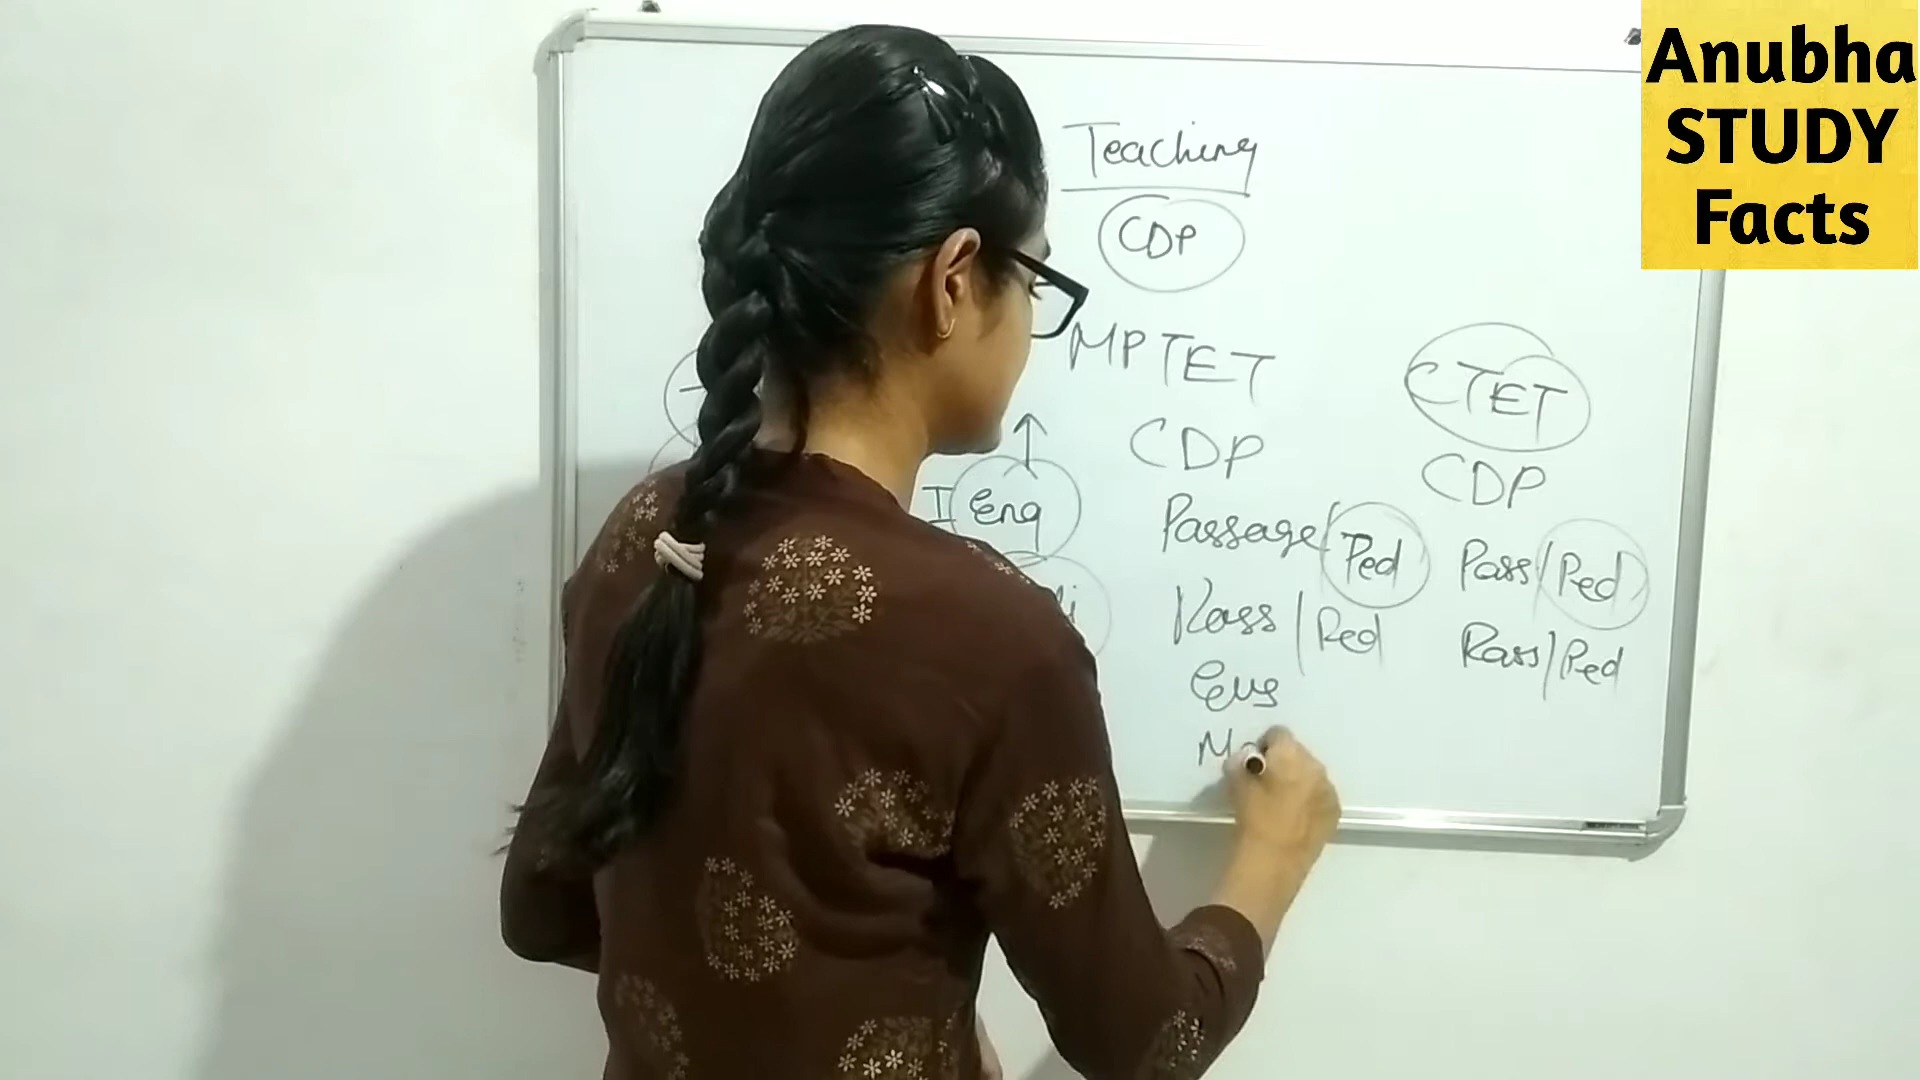 Anubha
STUDY
Facts
Teaching
CDP
MPTET
CTET
CDP
CDP
I Eng
Passage/Ped
Pass/Ped
Pass/Ped
Pass/Ped
EVS